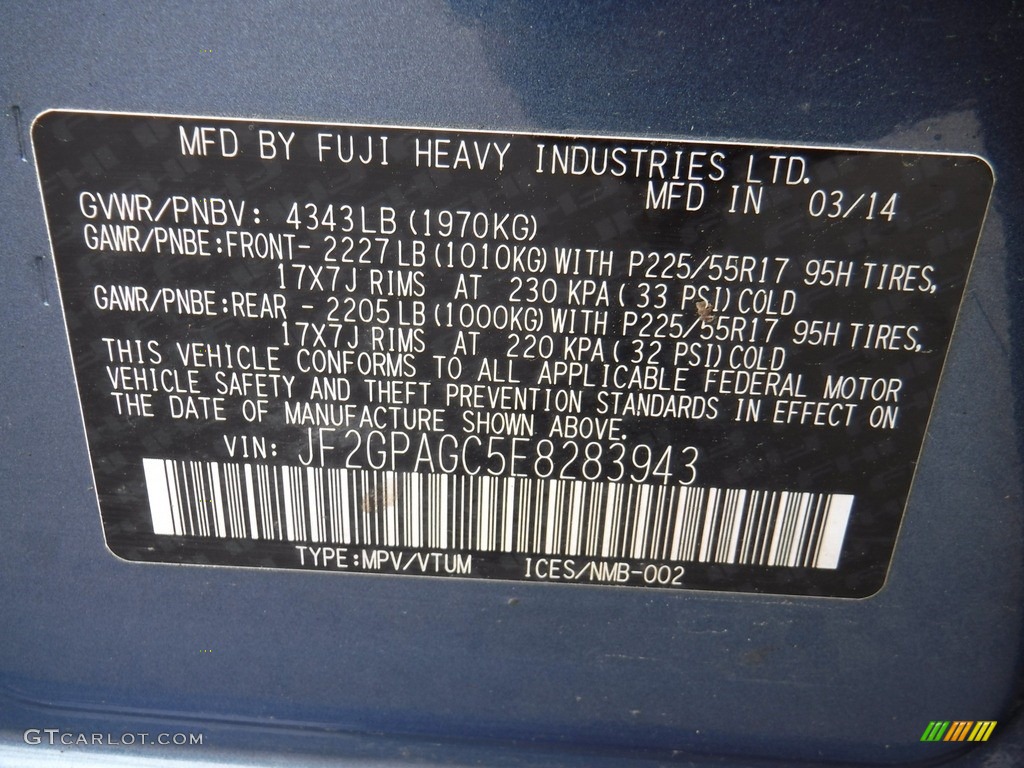 MFD BY FUJI HEAVY INDUSTRIES LTD.
MFD IN 03/14
GVWR/PNBV: 4343LB (1970KG)
GAWR/PNBE:FRONT- 2227LB (1010KG) WITH P225/55R17 95H TIRES,
17X7J RIMS AT 230 KPA( 33 PSI) COLD
GAWR/PNBE:REAR - 2205LB (1000KG) WITH P225/55R17 95H TIRES,
17X7J RIMS AT 220 KPA( 32 PSI) COLD
THIS VEHICLE CONFORMS TO ALL APPLICABLE FEDERAL MOTOR
VEHICLE SAFETY AND THEFT PREVENTION STANDARDS IN EFFECT ON
THE DATE OF MANUFACTURE SHOWN ABOVE.
VIN: JF2GPAGC5E8283943
TYPE:MPV/VTUM ICES/NMB-002
GTCARLOT.COM